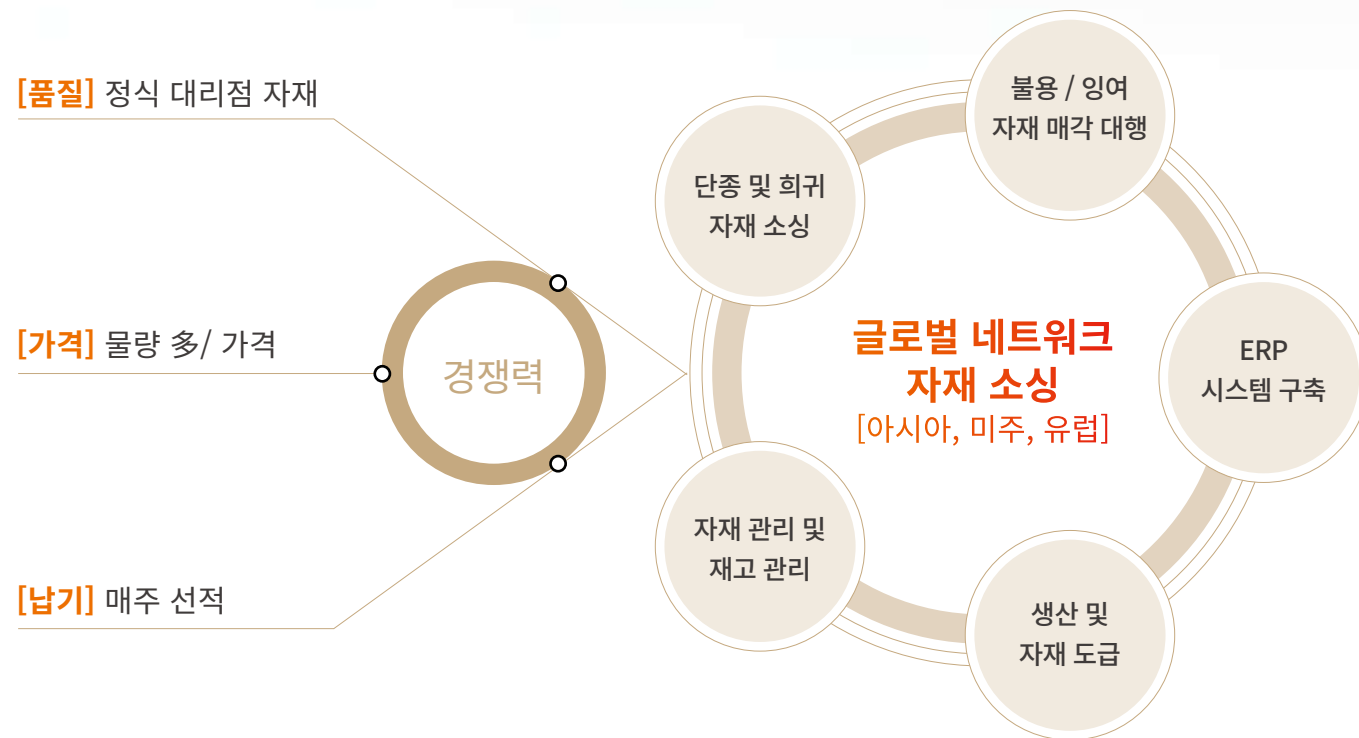 [품질] 정식 대리점 자재
[가격] 물량 多/ 가격
[납기] 매주 선적
경쟁력
글로벌 네트워크
자재 소싱
[아시아, 미주, 유럽]
단종 및 희귀
자재 소싱
불용 / 잉여
자재 매각 대행
ERP
시스템 구축
생산 및
자재 도급
자재 관리 및
재고 관리